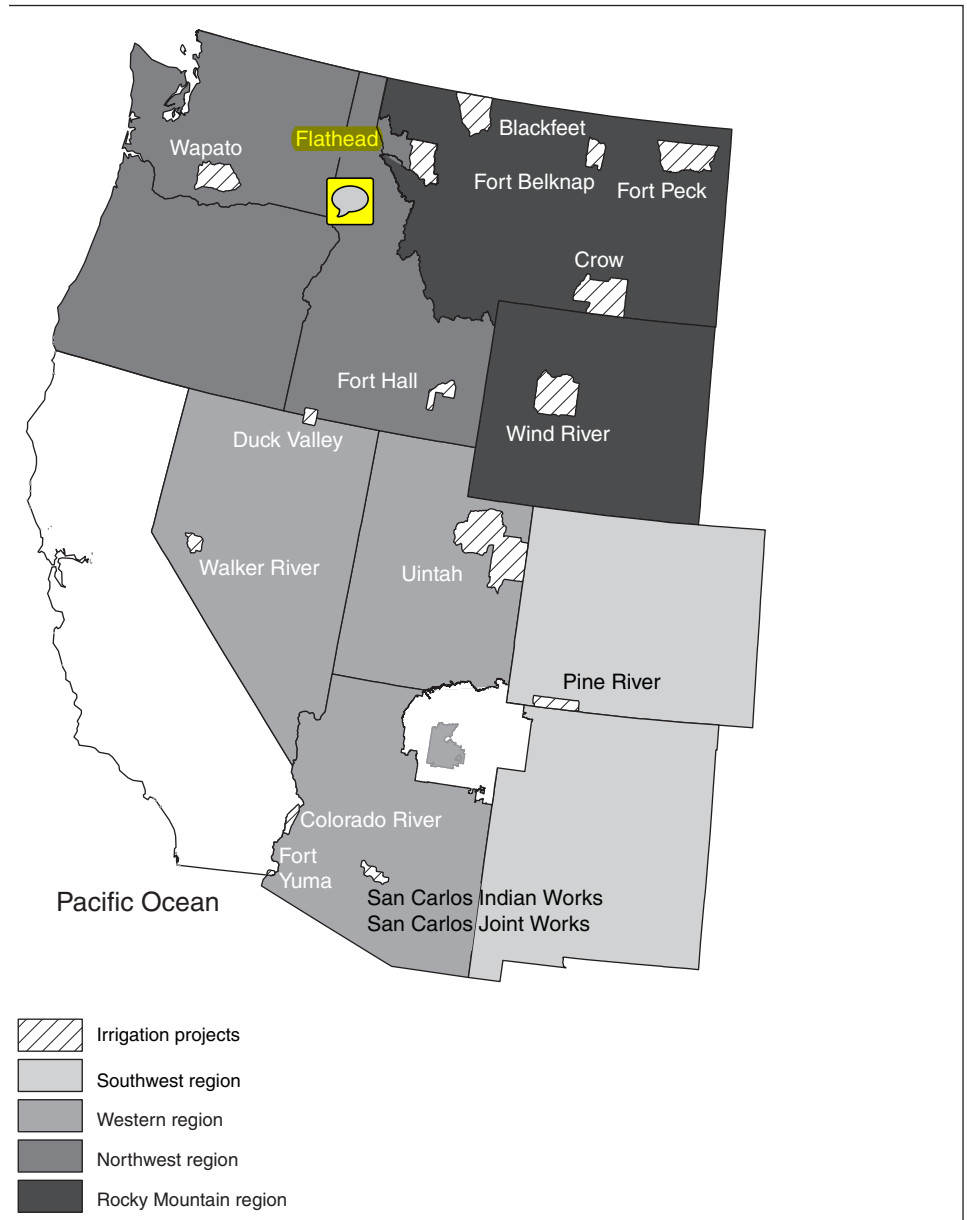 Blackfeet
Flathead
Wapato
Fort Belknap
Fort Peck
Crow
Fort Hall
Wind River
Duck Valley
Walker River
Uintah
Pine River
Colorado River
Fort
Yuma
San Carlos Indian Works
San Carlos Joint Works
Pacific Ocean
Irrigation projects
Southwest region
Western region
Northwest region
Rocky Mountain region